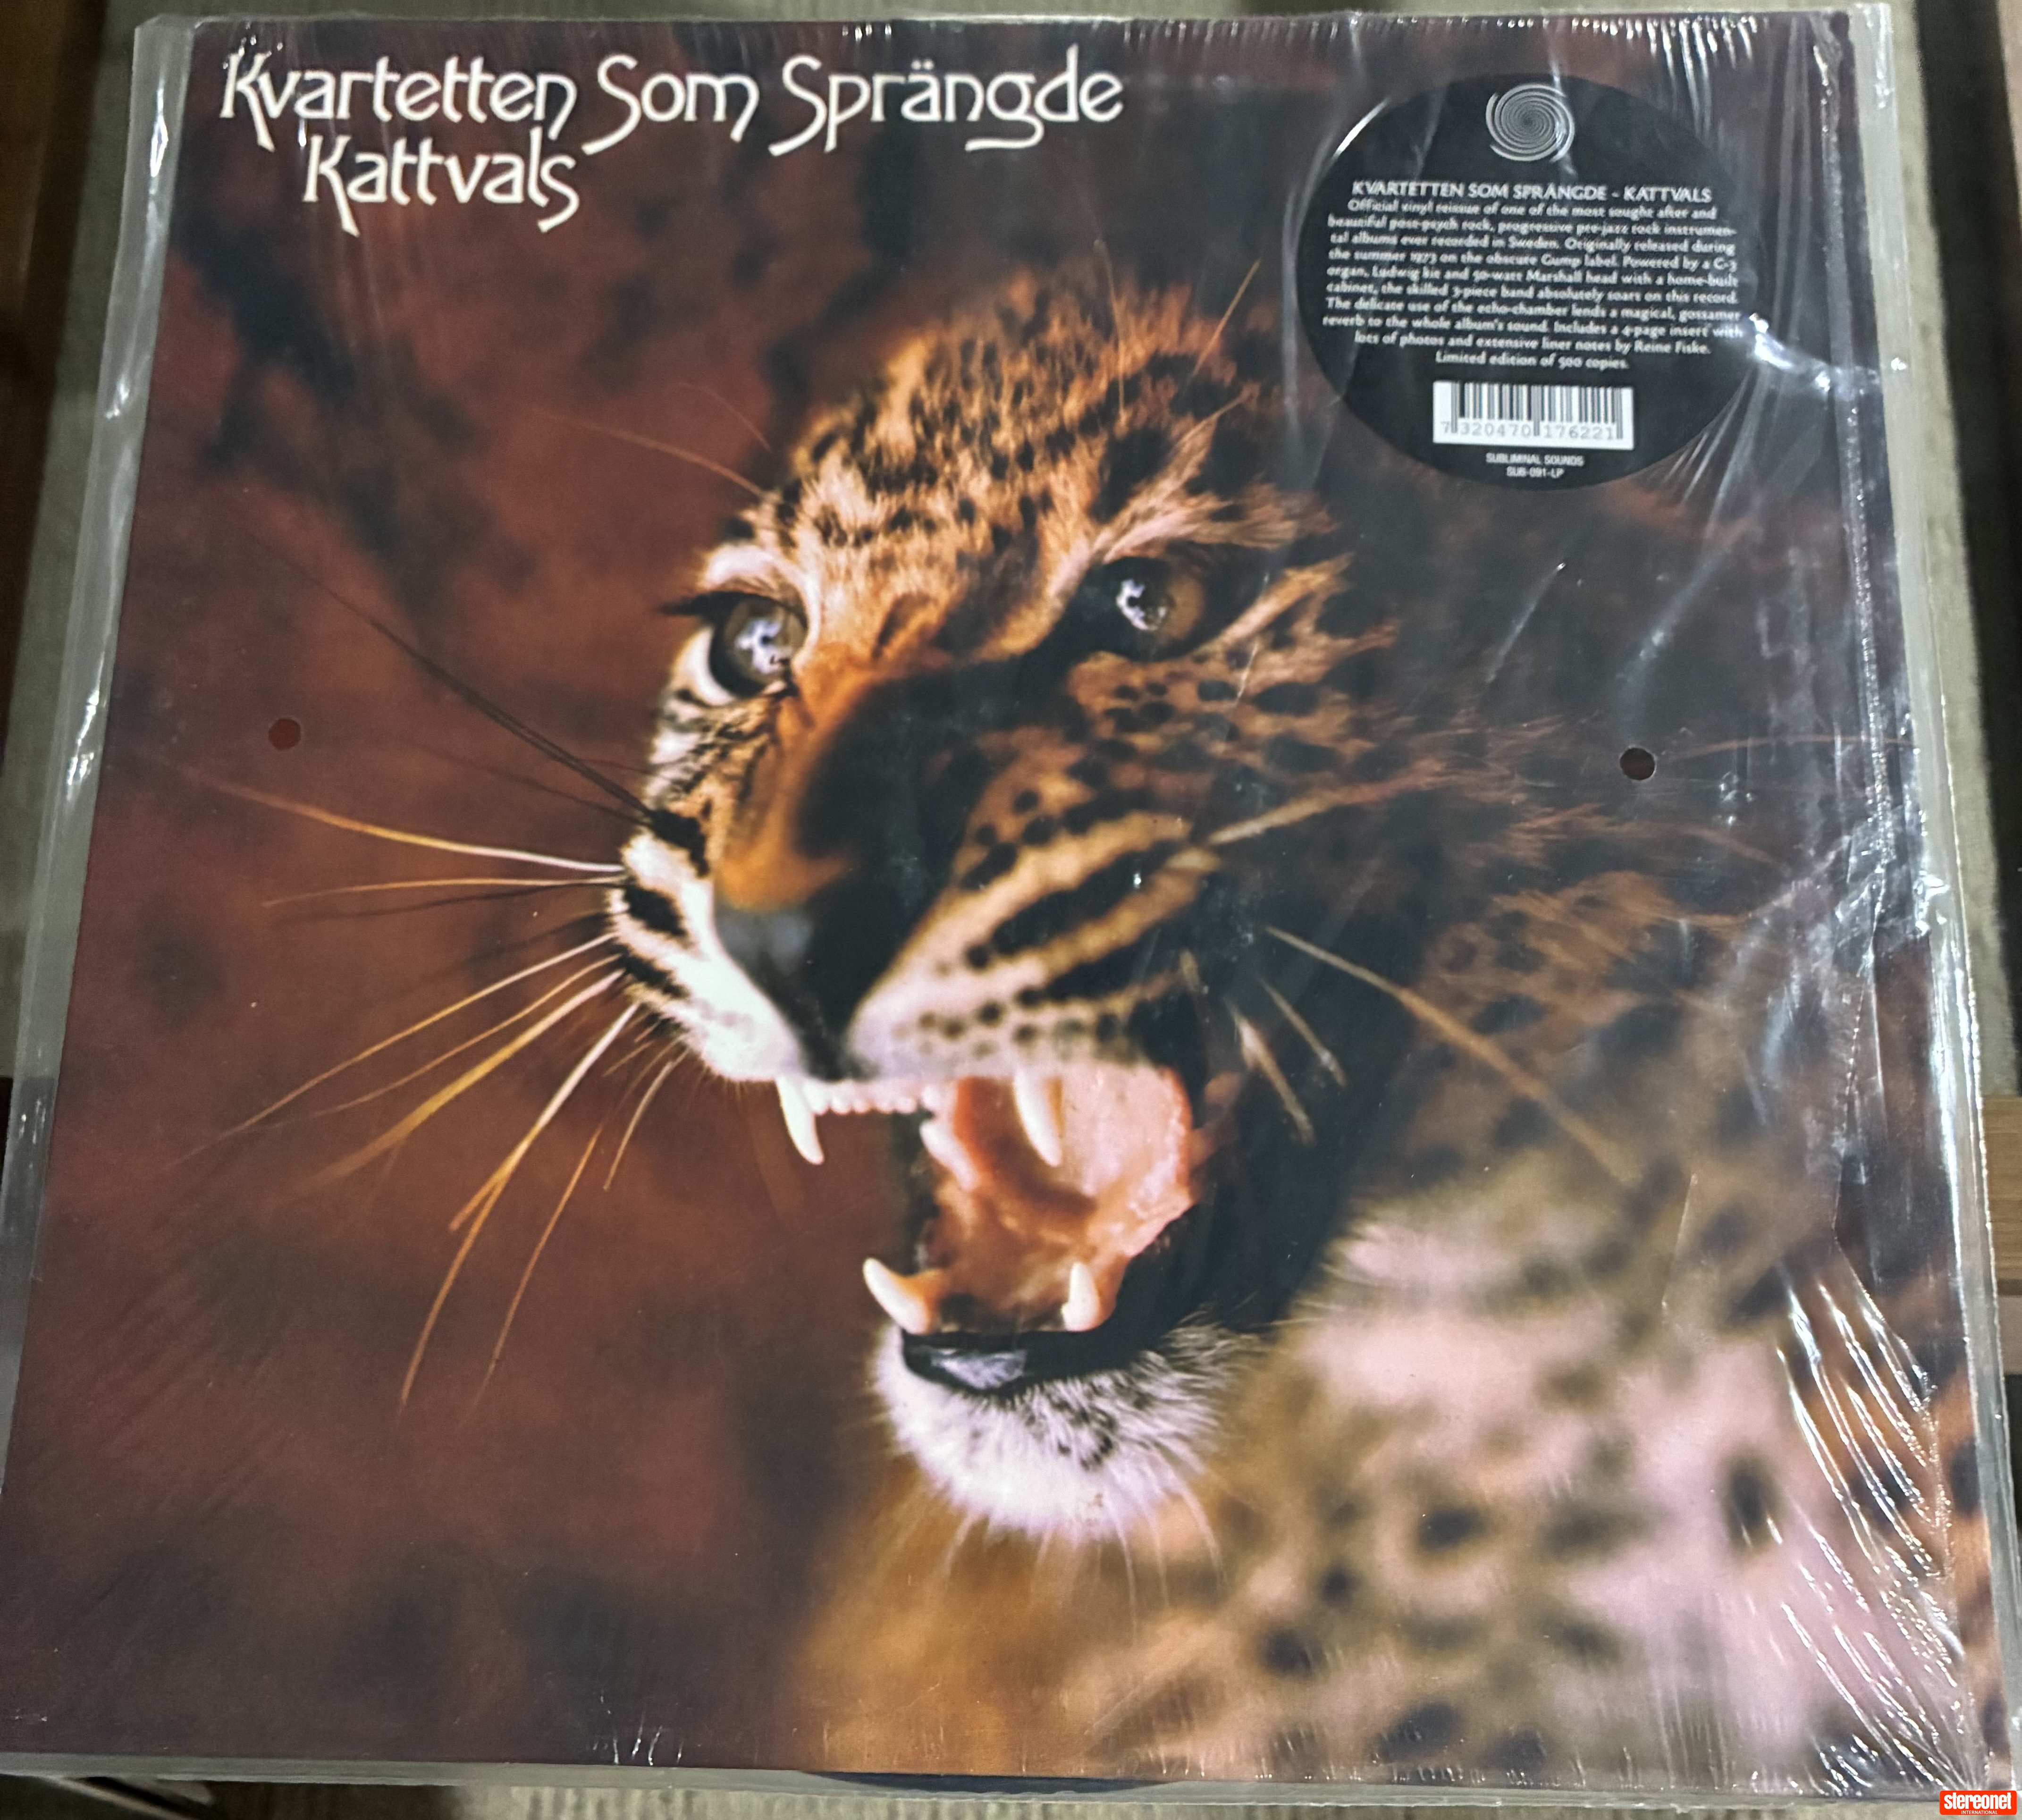 Kvartetten Som Sprängde
Kattvals
KVARTETTEN SOM SPRÄNGDE - KATTVALS
Official vinyl reissue of one of the most sought after and
beautiful post-psych rock, progressive pre-jazz rock instrumen-
tal albums ever recorded in Sweden. Originally released during
the summer 1973 on the obscure Gump label. Powered by a C-3
organ, Ludwig kit and 50-watt Marshall head with a home-built
cabinet, the skilled 3-piece band absolutely soars on this record.
The delicate use of the echo-chamber lends a magical, gossamer
reverb to the whole album's sound. Includes a 4-page insert with
lots of photos and extensive liner notes by Reine Fiske.
Limited edition of 500 copies.
7 320470 176221
SUBLIMINAL SOUNDS
SUB-091-LP
stereonet
INTERNATIONAL